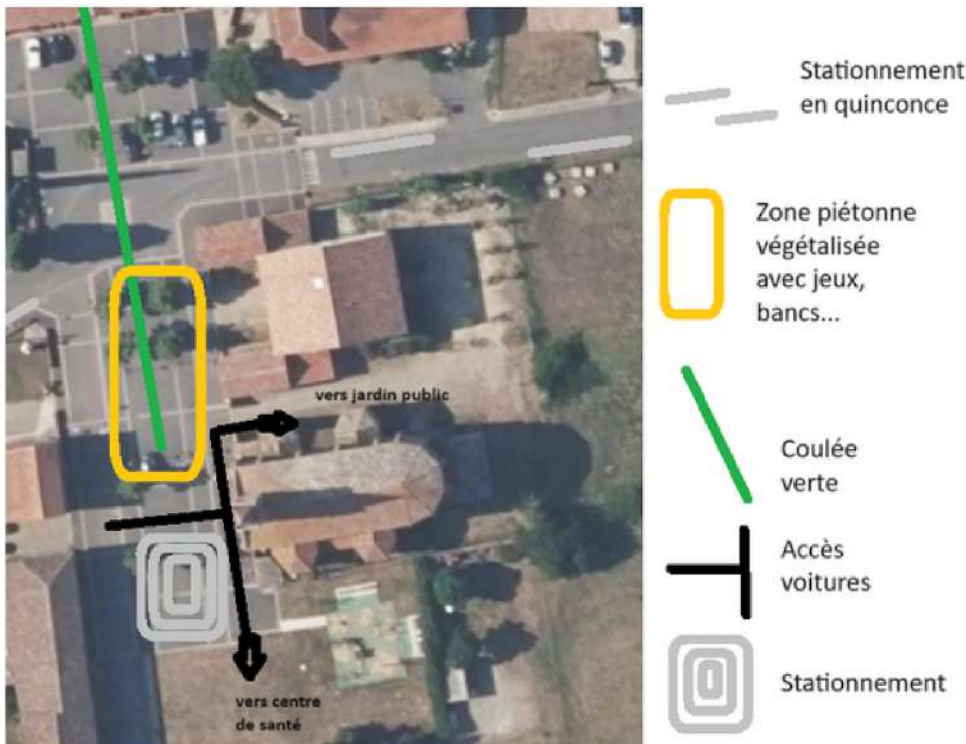 Stationnement
en quinconce
Zone piétonne
végétalisée
avec jeux,
bancs...
vers jardin public
Coulée
verte
Accès
voitures
Stationnement
vers centre
de santé